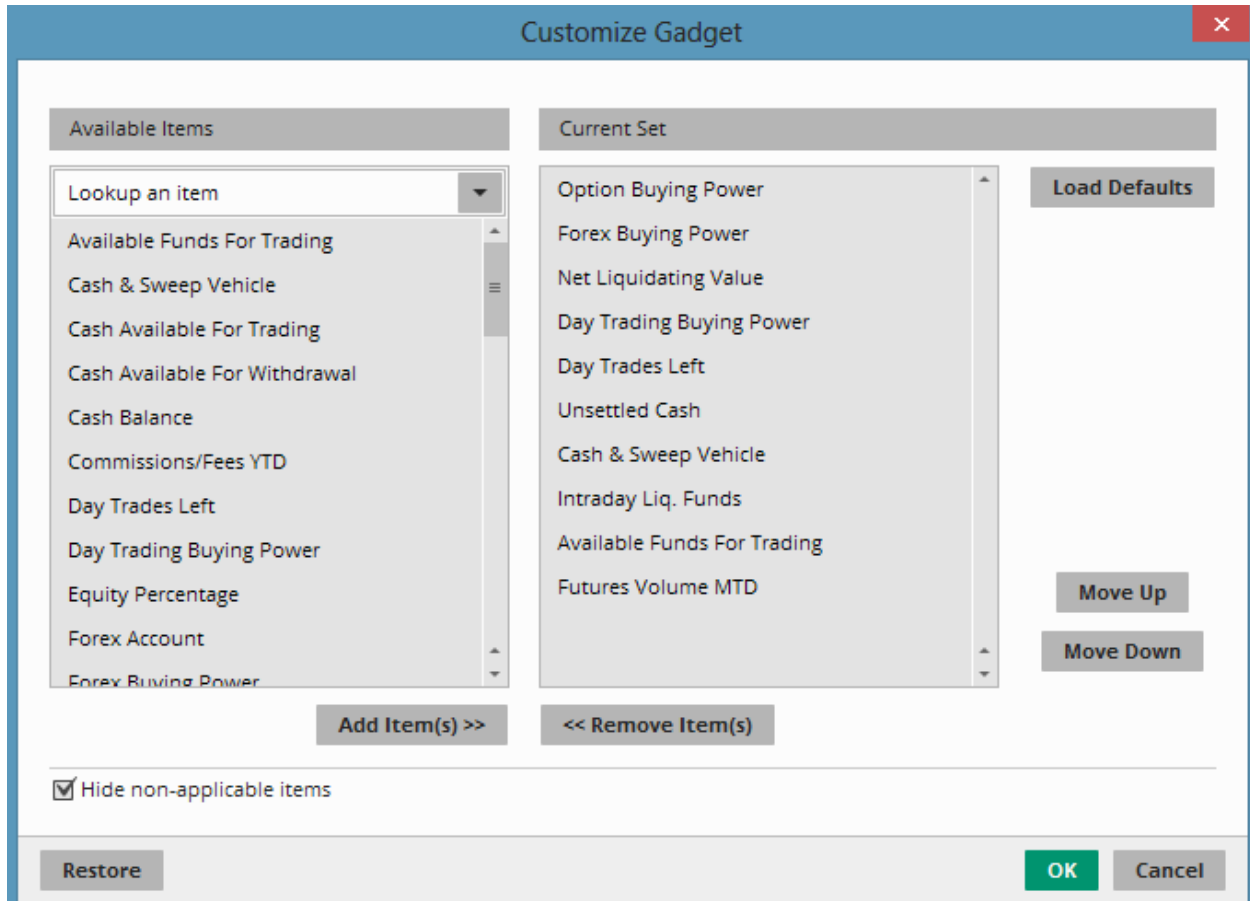 Customize Gadget
Available Items
Current Set
Lookup an item
Available Funds For Trading
Cash & Sweep Vehicle
Cash Available For Trading
Cash Available For Withdrawal
Cash Balance
Commissions/Fees YTD
Day Trades Left
Day Trading Buying Power
Equity Percentage
Forex Account
Forex Buying Power
Option Buying Power
Forex Buying Power
Net Liquidating Value
Day Trading Buying Power
Day Trades Left
Unsettled Cash
Cash & Sweep Vehicle
Intraday Liq. Funds
Available Funds For Trading
Futures Volume MTD
Load Defaults
Move Up
Move Down
Add Item(s) >>
<< Remove Item(s)
Hide non-applicable items
Restore
OK
Cancel